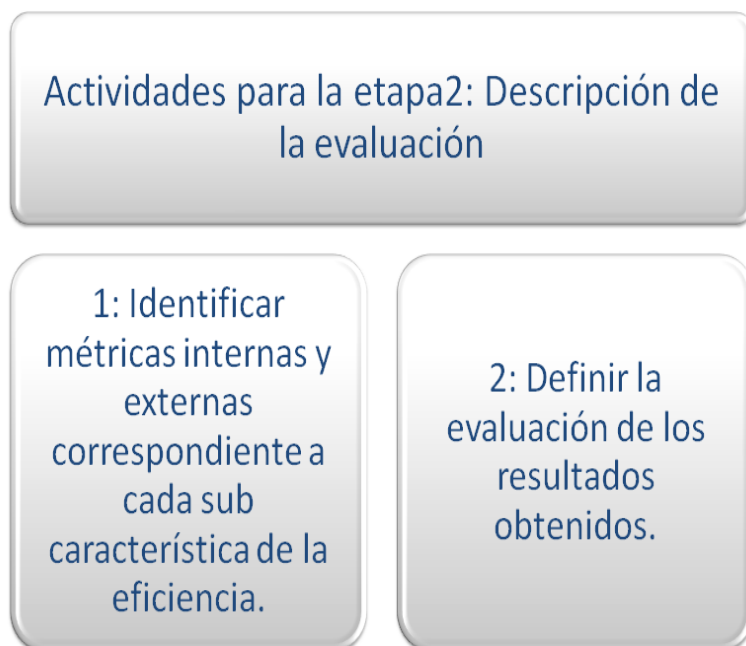 Actividades para la etapa2: Descripción de
la evaluación
1: Identificar
métricas internas y
externas
correspondiente a
cada sub
característica de la
eficiencia.
2: Definir la
evaluación de los
resultados
obtenidos.